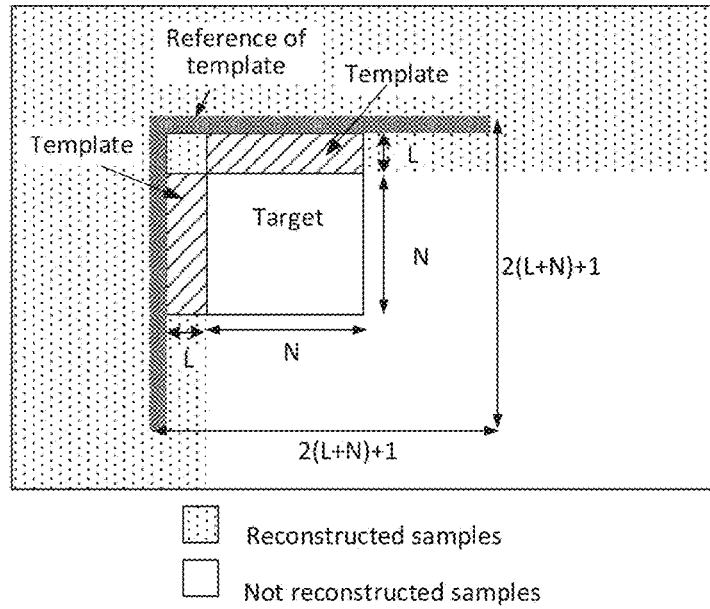 Reference of
template
Template
Template
L
Target
N
2(L+N)+1
L
N
2(L+N)+1
Reconstructed samples
Not reconstructed samples